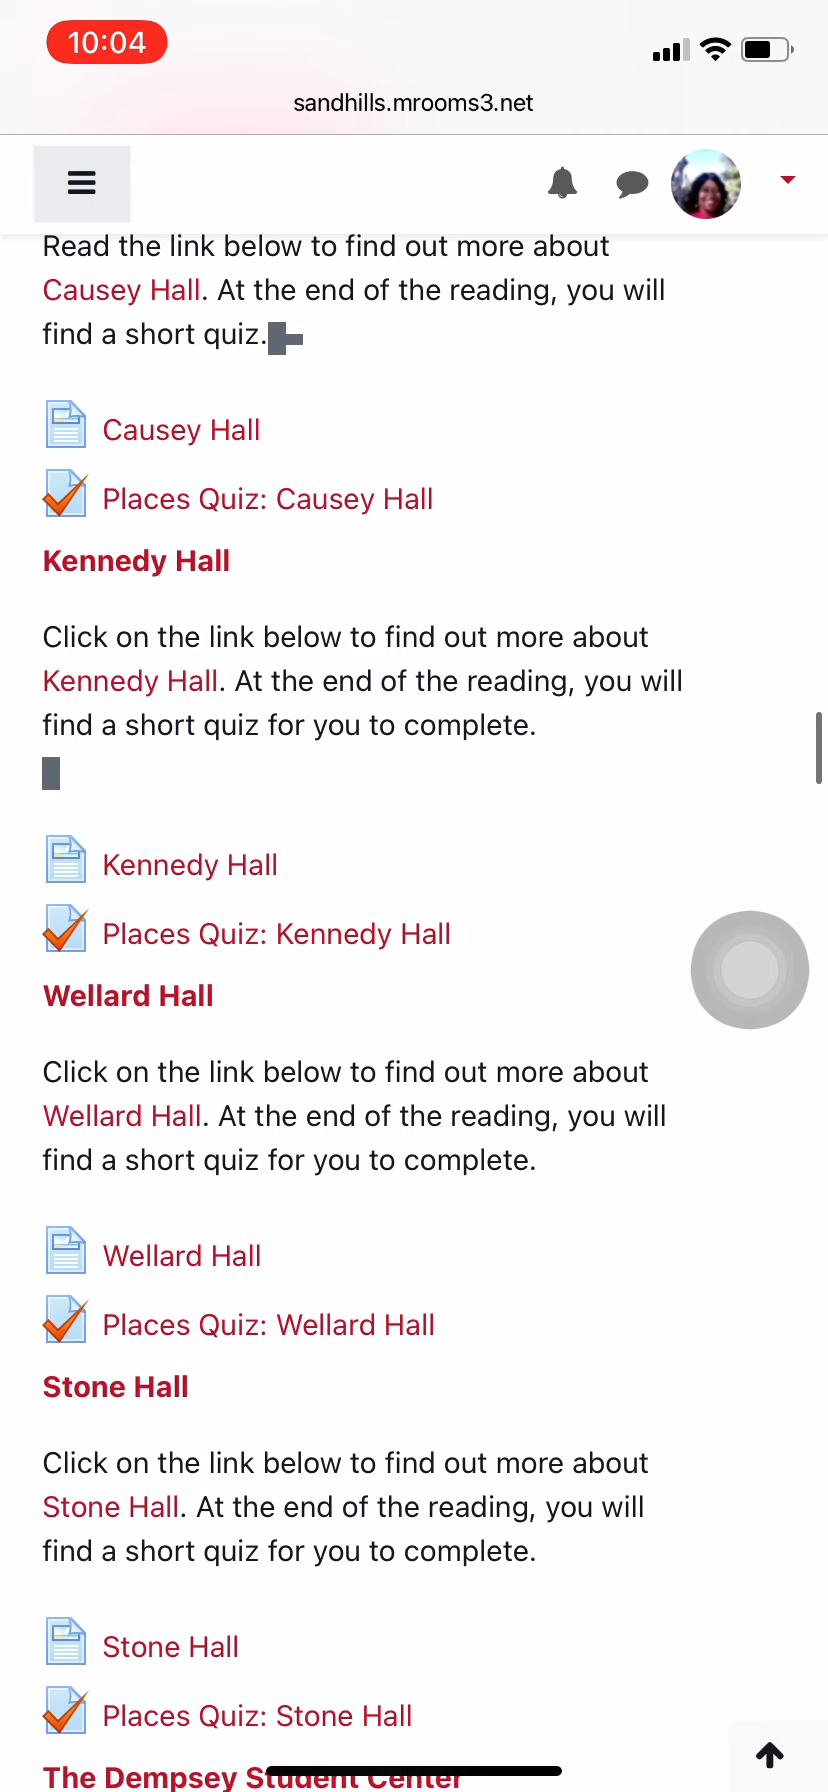 10:04
sandhills.mrooms3.net
Read the link below to find out more about
Causey Hall. At the end of the reading, you will
find a short quiz.
Causey Hall
Places Quiz: Causey Hall
Kennedy Hall
Click on the link below to find out more about
Kennedy Hall. At the end of the reading, you will
find a short quiz for you to complete.
Kennedy Hall
Places Quiz: Kennedy Hall
Wellard Hall
Click on the link below to find out more about
Wellard Hall. At the end of the reading, you will
find a short quiz for you to complete.
Wellard Hall
Places Quiz: Wellard Hall
Stone Hall
Click on the link below to find out more about
Stone Hall. At the end of the reading, you will
find a short quiz for you to complete.
Stone Hall
Places Quiz: Stone Hall
The Dempsey Student Center